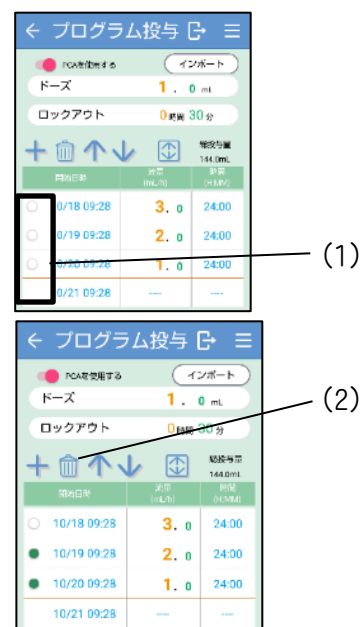 プログラム投与
PCAを使用する インポート
ドーズ 1 . 0 mL
ロックアウト 0 時間 30 分
総投与量
144.0mL
開始日時 流量 (mL/h) 時間 (H:MM)
0/18 09:28 3 . 0 24:00
0/19 09:28 2 . 0 24:00
0/20 09:28 1 . 0 24:00
0/21 09:28 ---- ----
(1)
プログラム投与
PCAを使用する インポート
ドーズ 1 . 0 mL
ロックアウト 0 時間 30 分
(2)
総投与量
144.0mL
開始日時 流量 (mL/h) 時間 (H:MM)
10/18 09:28 3 . 0 24:00
10/19 09:28 2 . 0 24:00
10/20 09:28 1 . 0 24:00
10/21 09:28 ---- ----